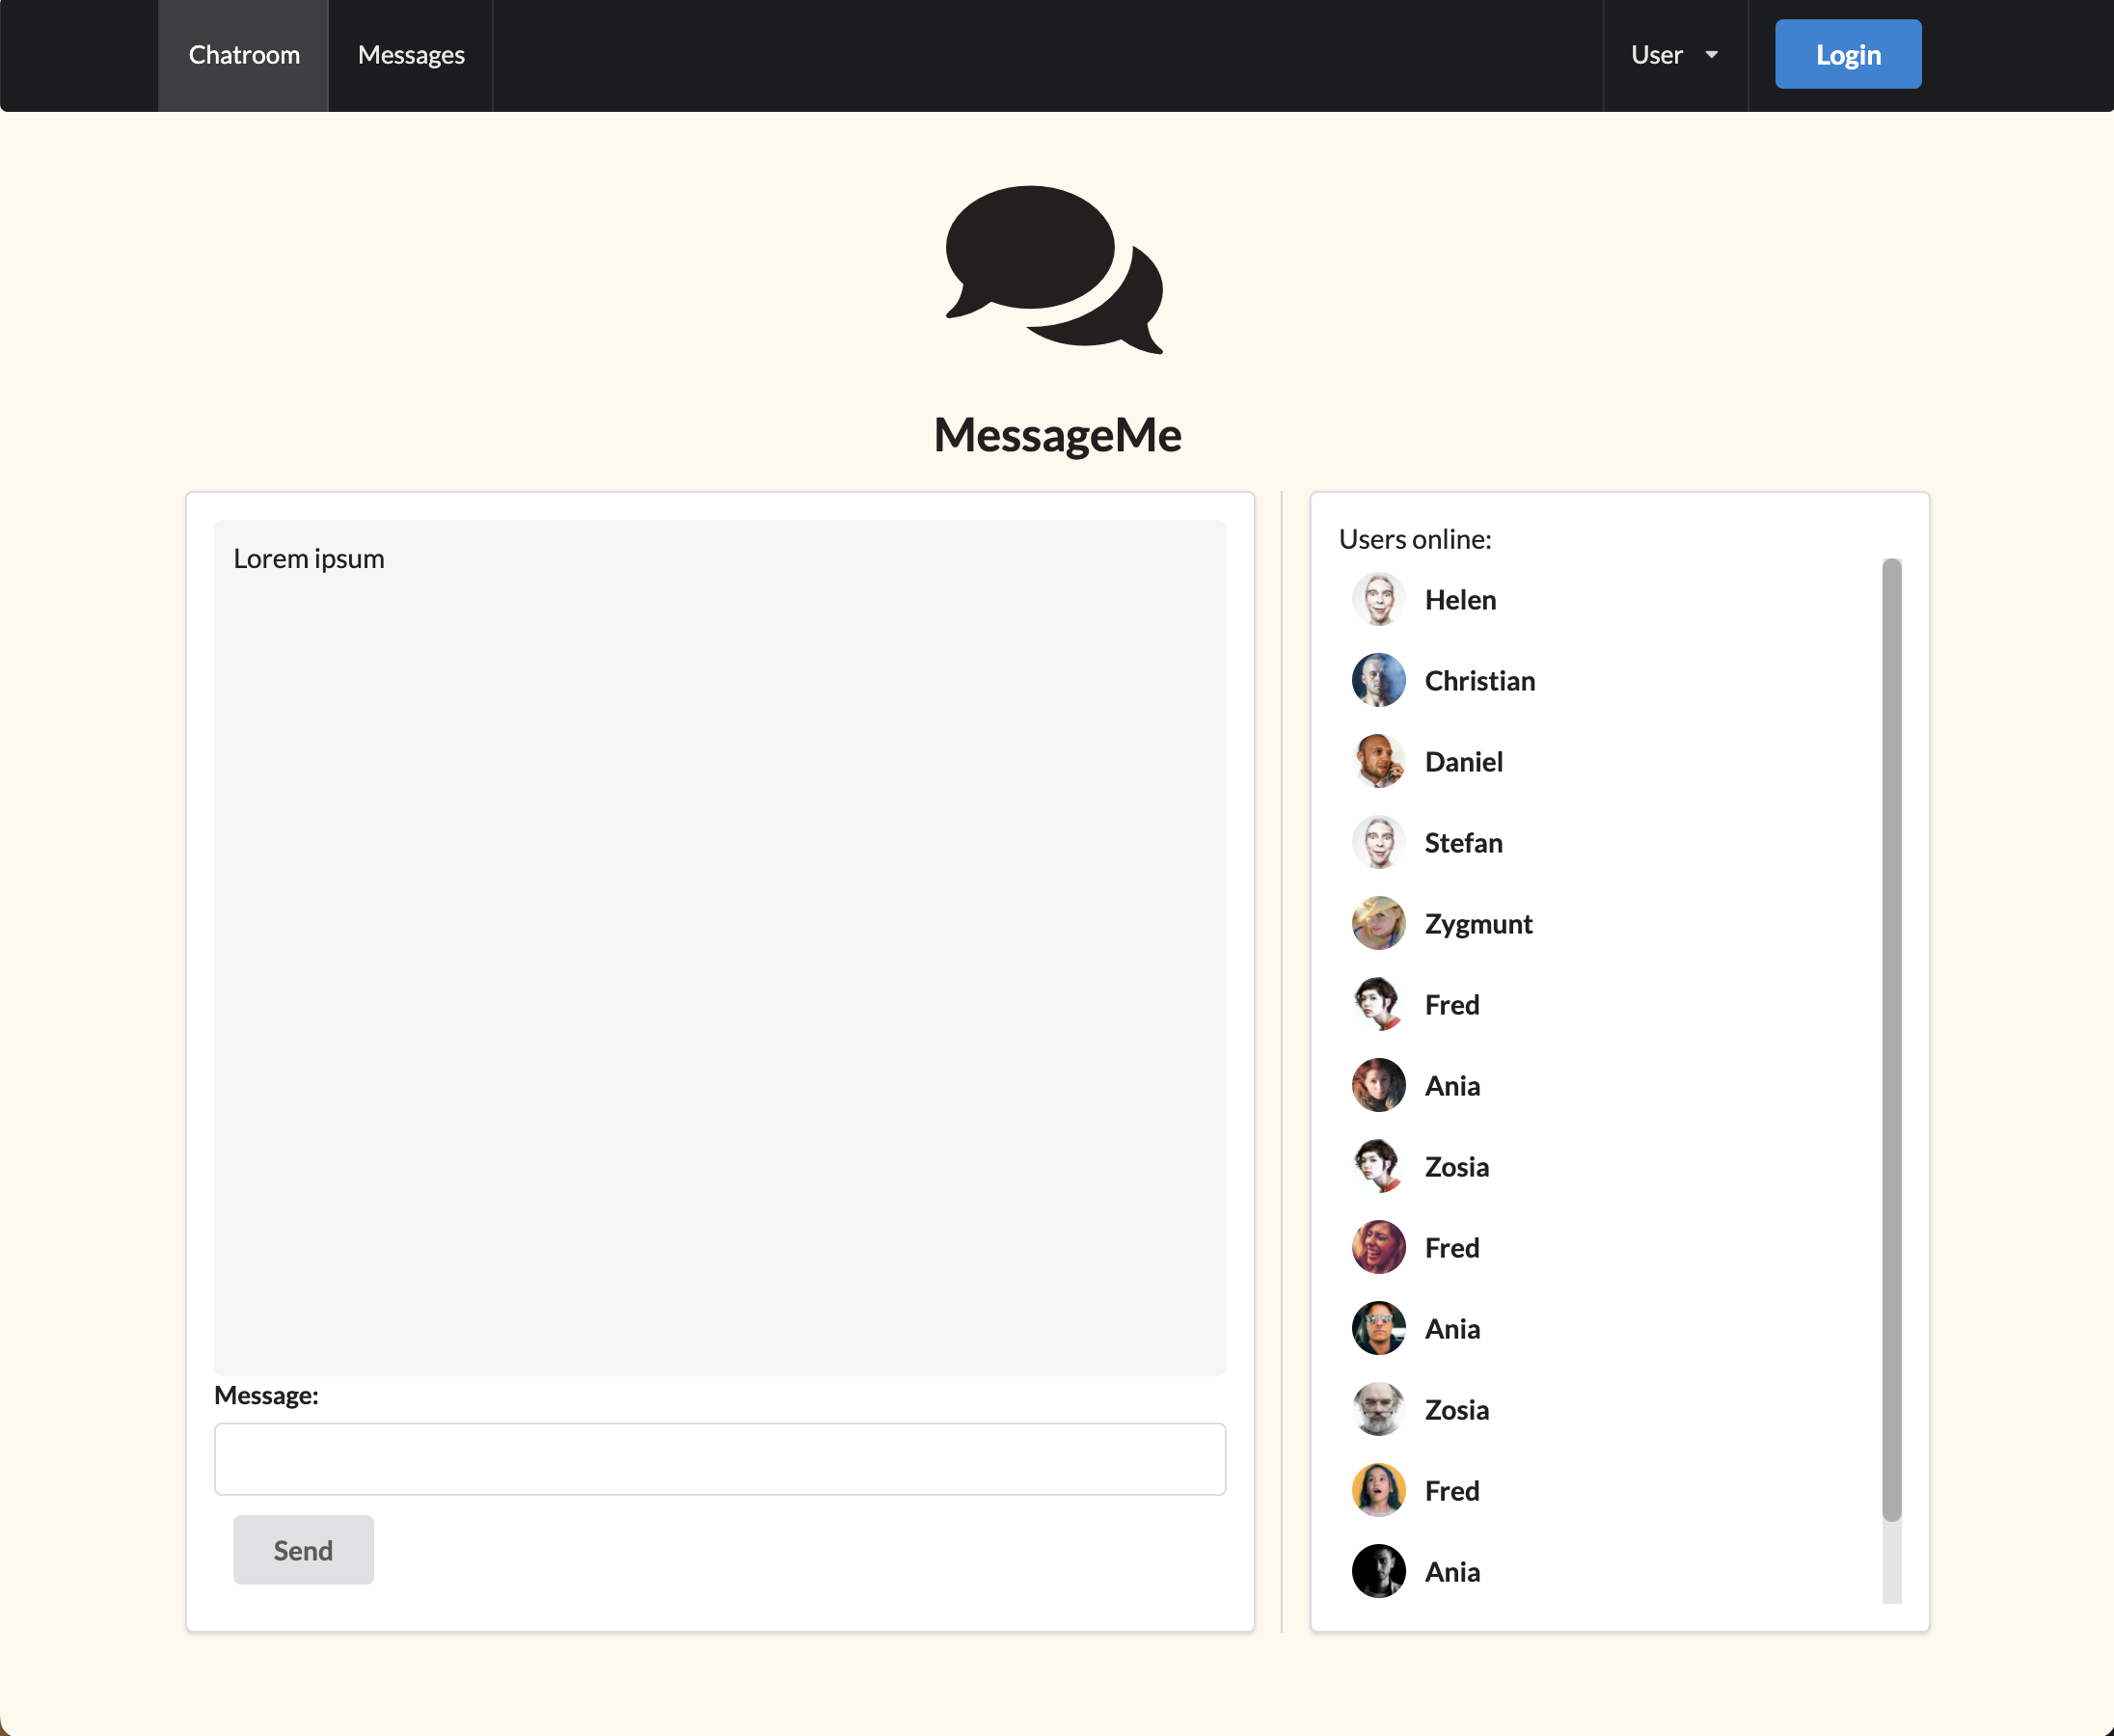 Chatroom Messages User Login
MessageMe
Lorem ipsum
Message:
Send
Users online:
Helen
Christian
Daniel
Stefan
Zygmunt
Fred
Ania
Zosia
Fred
Ania
Zosia
Fred
Ania